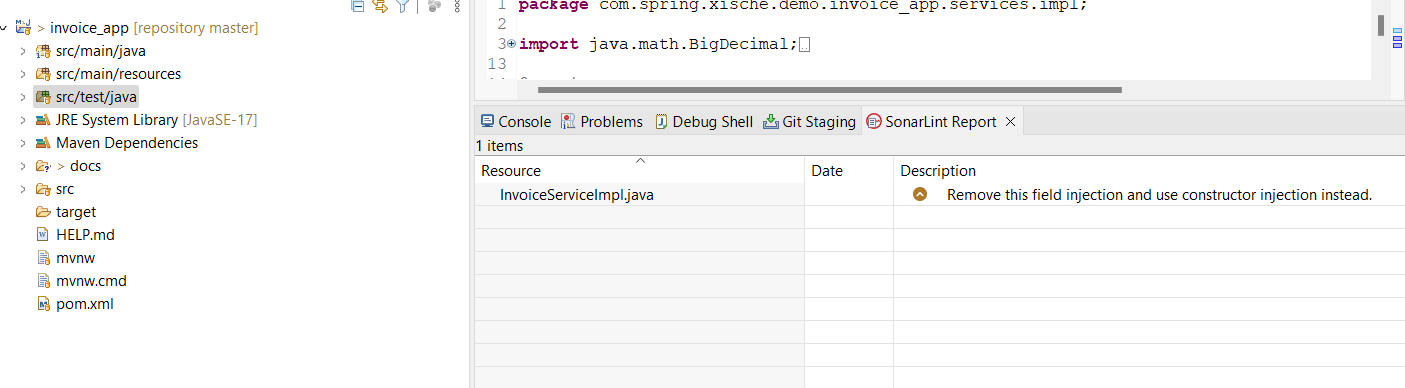 invoice_app [repository master]
src/main/java
src/main/resources
src/test/java
JRE System Library [JavaSE-17]
Maven Dependencies
> docs
src
target
HELP.md
mvnw
mvnw.cmd
pom.xml
1 package com.spring.xische.demo.invoice_app.services.impl;
2
3 import java.math.BigDecimal;
13
Console Problems Debug Shell Git Staging SonarLint Report
1 items
Resource Date Description
InvoiceServiceImpl.java Remove this field injection and use constructor injection instead.